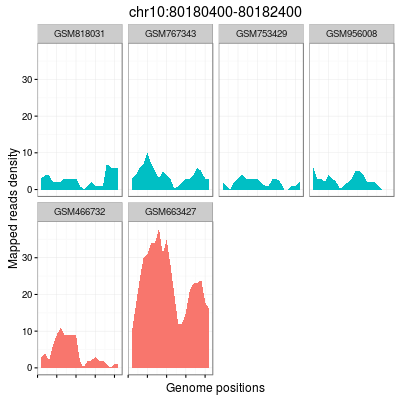 chr10:80180400-80182400
GSM818031 GSM767343 GSM753429 GSM956008
30
20
10
0
GSM466732 GSM663427
30
20
10
0
Mapped reads density
Genome positions